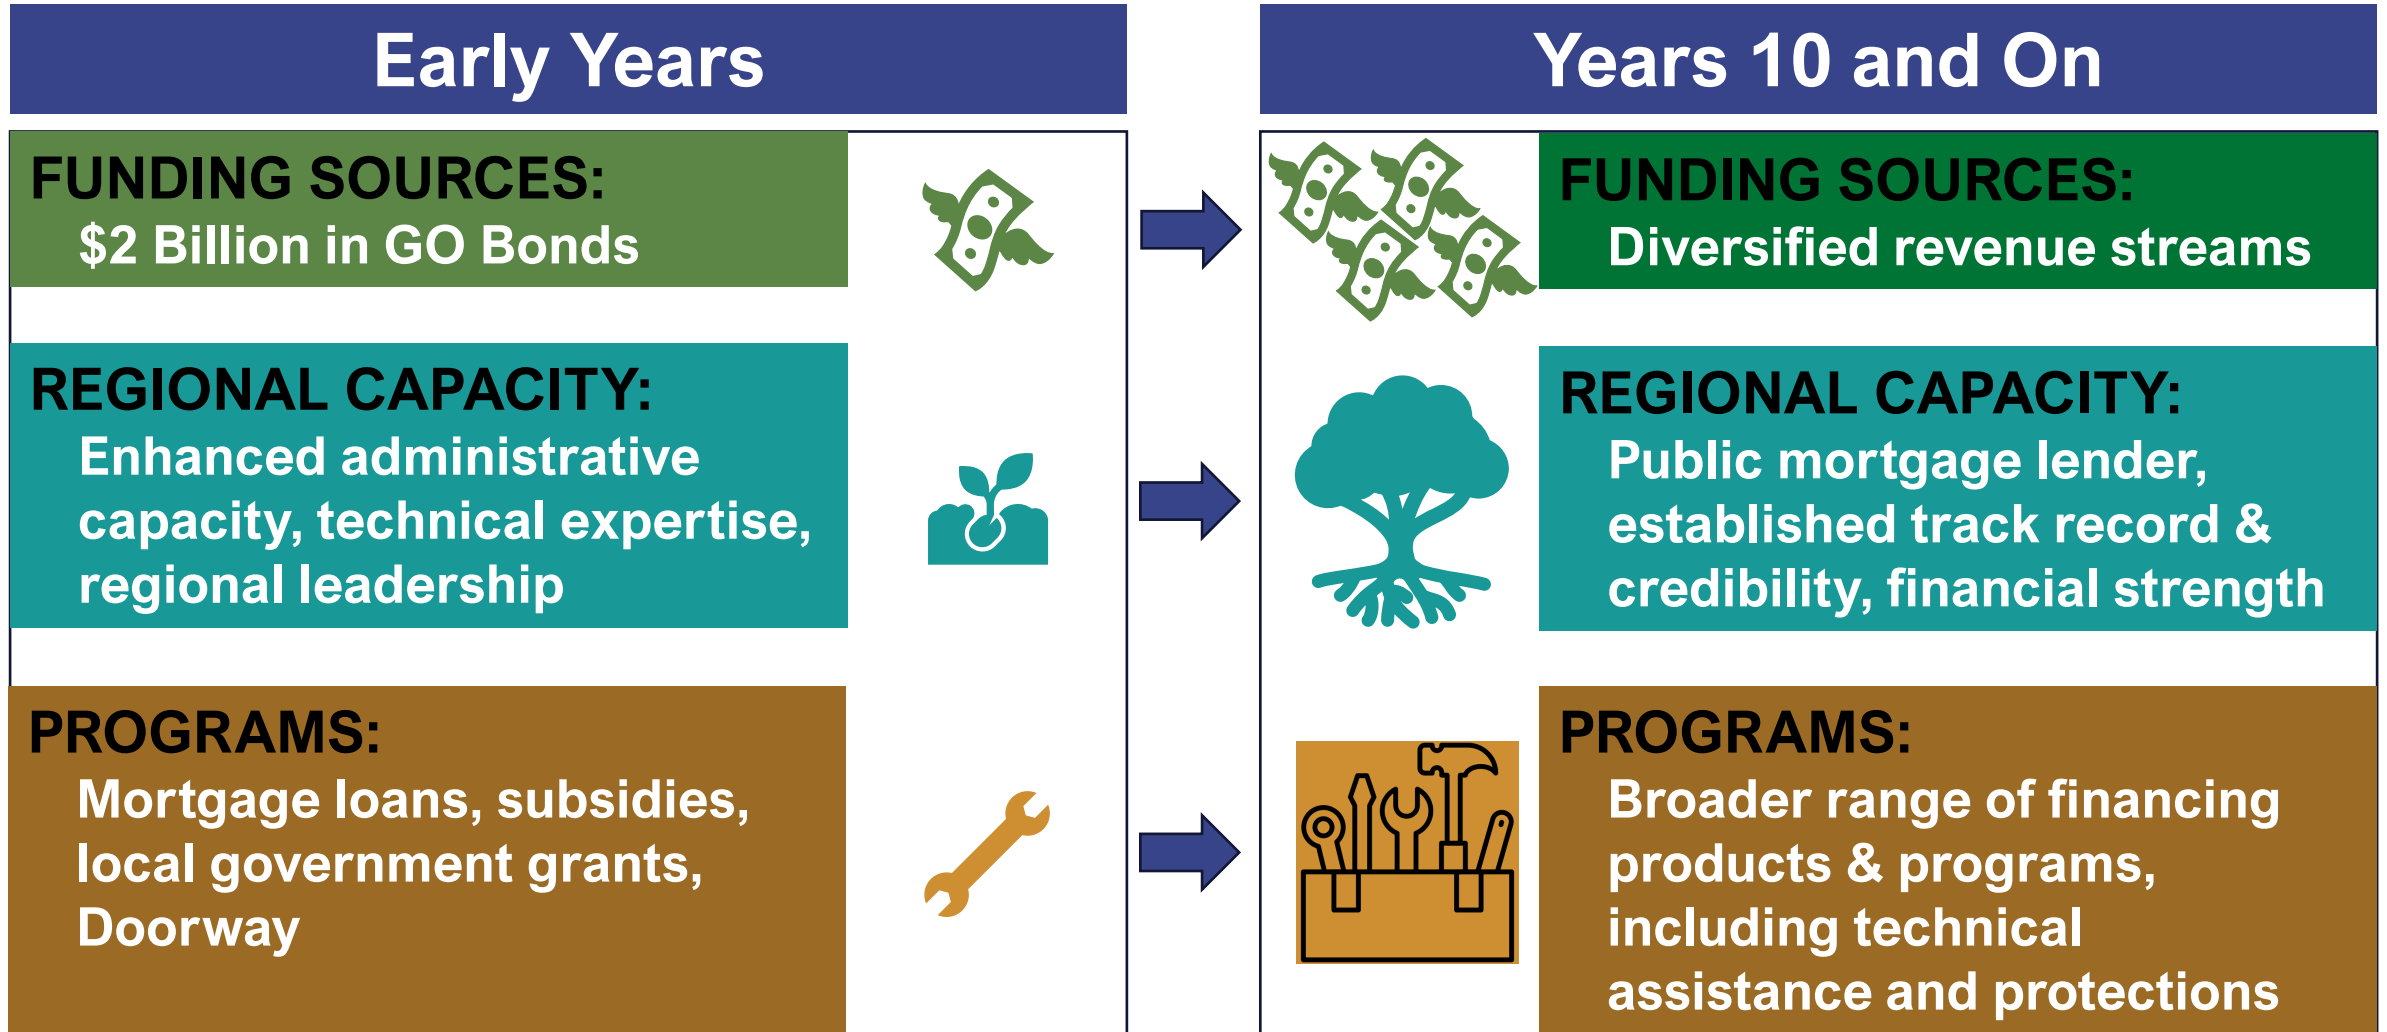 Early Years
FUNDING SOURCES:
$2 Billion in GO Bonds
REGIONAL CAPACITY:
Enhanced administrative
capacity, technical expertise,
regional leadership
PROGRAMS:
Mortgage loans, subsidies,
local government grants,
Doorway
Years 10 and On
FUNDING SOURCES:
Diversified revenue streams
REGIONAL CAPACITY:
Public mortgage lender,
established track record &
credibility, financial strength
PROGRAMS:
Broader range of financing
products & programs,
including technical
assistance and protections